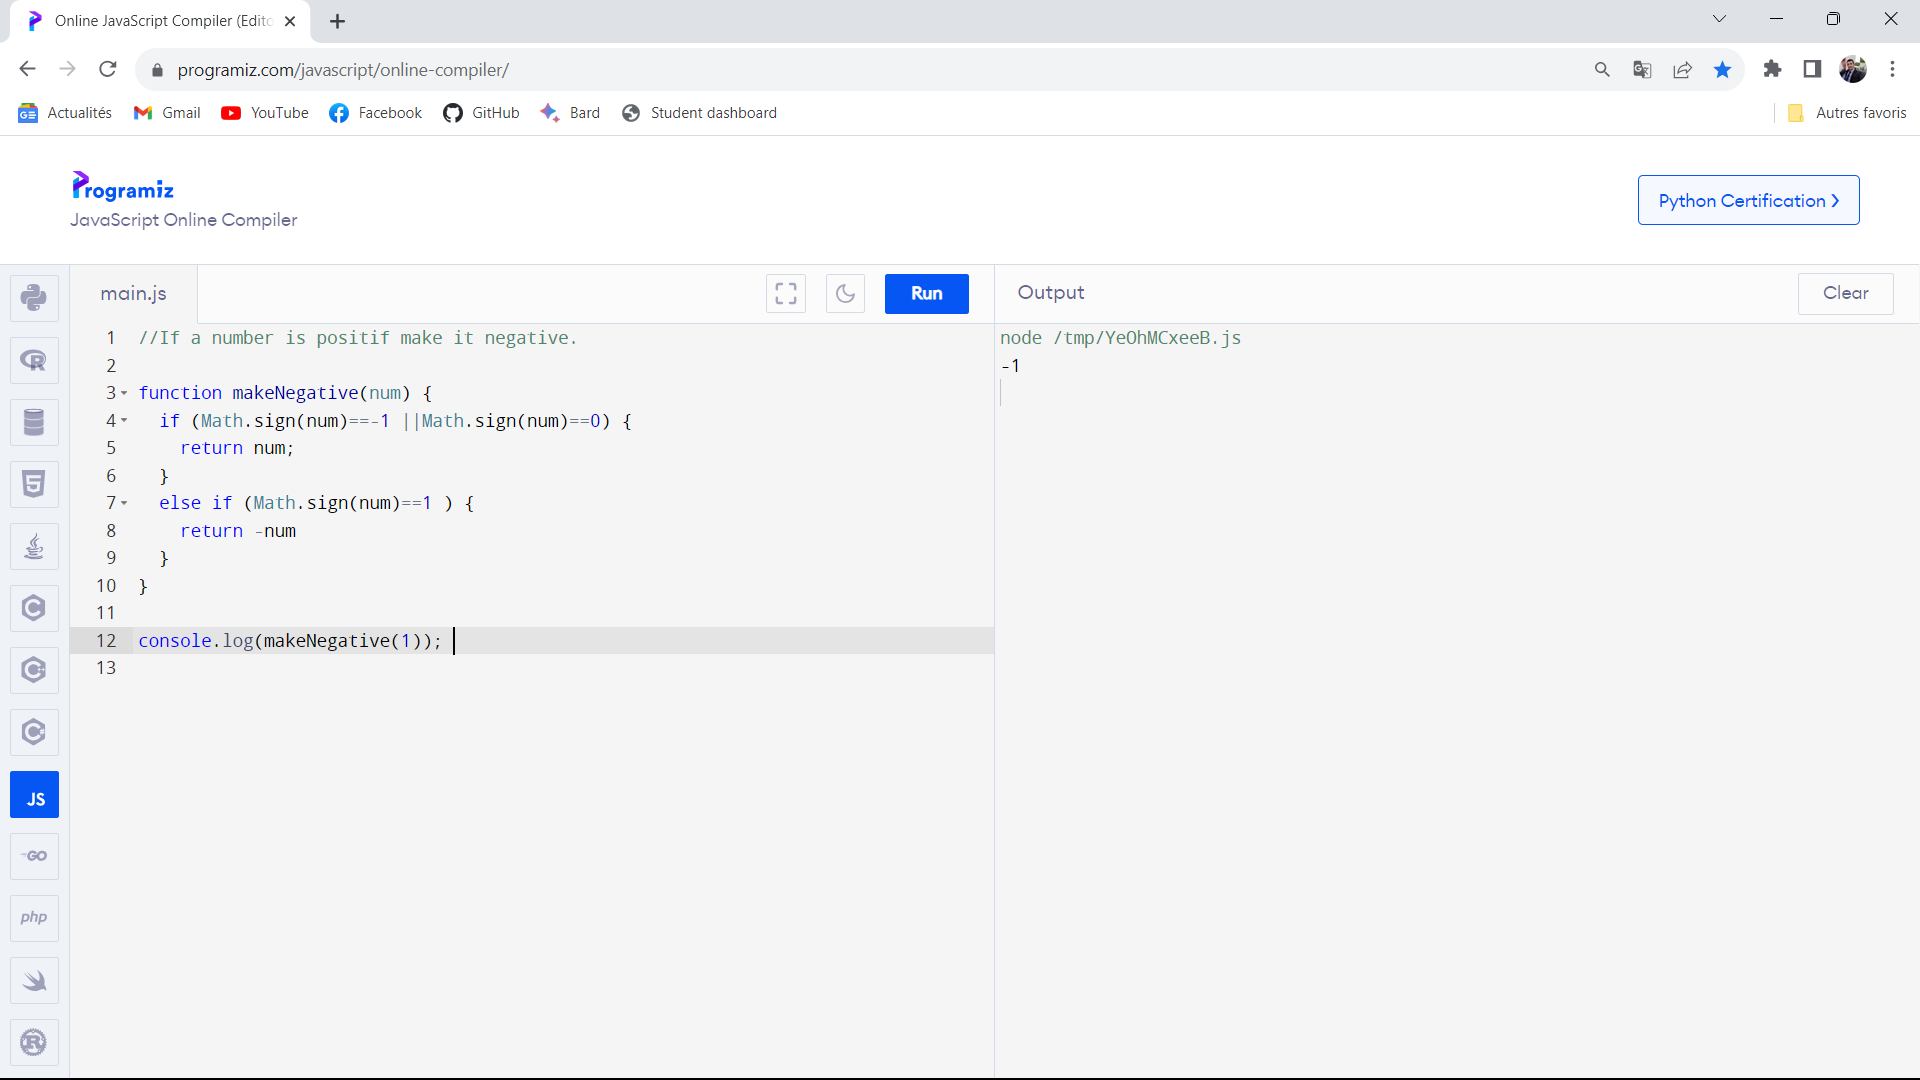 Online JavaScript Compiler (Edito
programiz.com/javascript/online-compiler/
Actualités Gmail YouTube Facebook GitHub Bard Student dashboard Autres favoris
Programiz
JavaScript Online Compiler
Python Certification
main.js
Run
Output
Clear
1 //If a number is positif make it negative.
2
3 function makeNegative(num) {
4 if (Math.sign(num)==-1 ||Math.sign(num)==0) {
5 return num;
6 }
7 else if (Math.sign(num)==1 ) {
8 return -num
9 }
10 }
11
12 console.log(makeNegative(1));
13
node /tmp/YeOhMCxeeB.js
-1
R
5
C
C
C
JS
GO
php
R